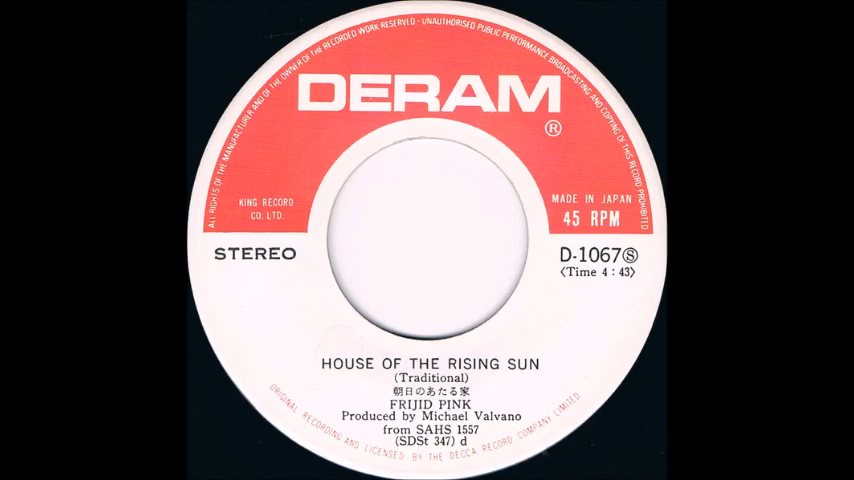 ALL RIGHTS OF THE MANUFACTURER AND OF THE OWNER OF THE RECORDED WORK RESERVED · UNAUTHORISED PUBLIC PERFORMANCE BROADCASTING AND COPYING OF THIS RECORD PROHIBITED
DERAM
®
KING RECORD
CO. LTD.
MADE IN JAPAN
45 RPM
STEREO
D-1067Ⓢ
〈Time 4:43〉
HOUSE OF THE RISING SUN
(Traditional)
朝日のあたる家
FRIJID PINK
Produced by Michael Valvano
from SAHS 1557
(SDSt 347) d
ORIGINAL RECORDING AND LICENSED BY THE DECCA RECORD COMPANY LIMITED